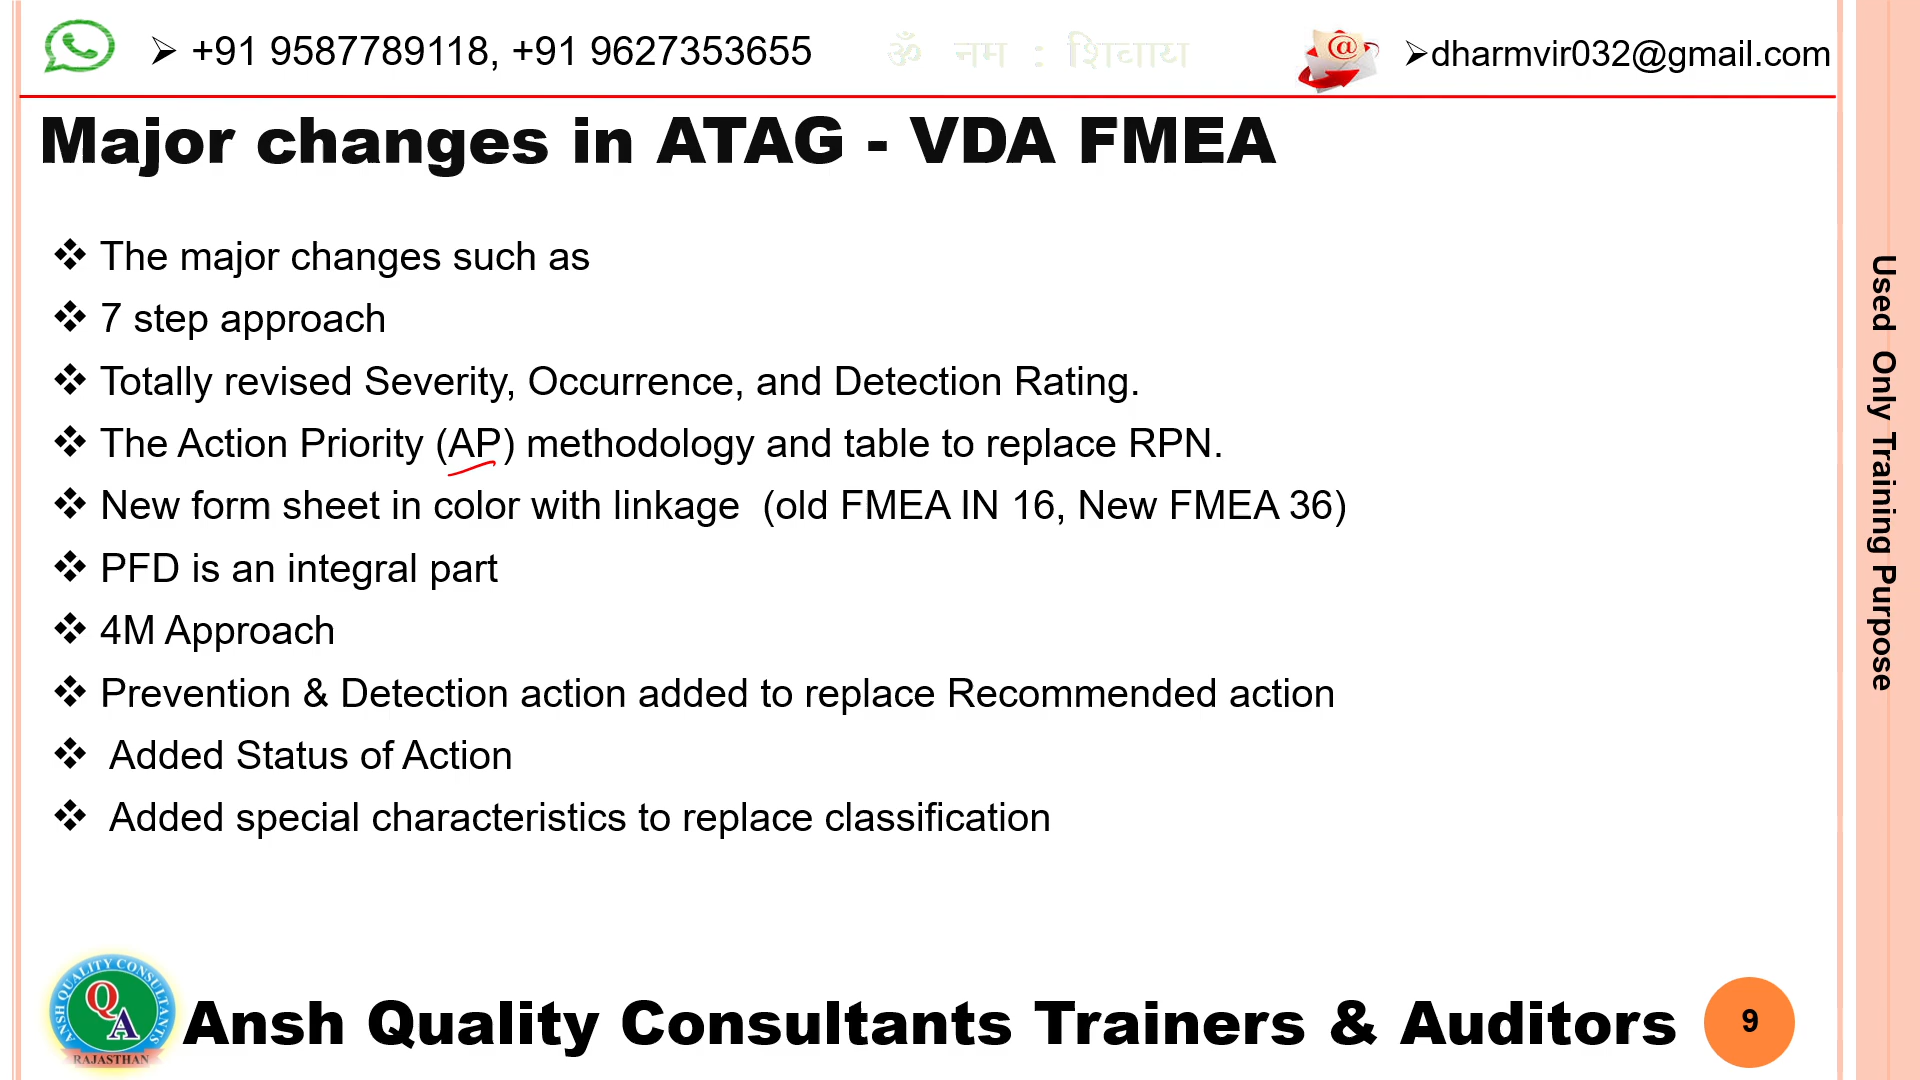 +91 9587789118, +91 9627353655
ॐ नम : शिवाय
dharmvir032@gmail.com
Major changes in ATAG - VDA FMEA
The major changes such as
7 step approach
Totally revised Severity, Occurrence, and Detection Rating.
The Action Priority (AP) methodology and table to replace RPN.
New form sheet in color with linkage (old FMEA IN 16, New FMEA 36)
PFD is an integral part
4M Approach
Prevention & Detection action added to replace Recommended action
Added Status of Action
Added special characteristics to replace classification
Used Only Training Purpose
ANSH QUALITY CONSULTANTS
QA
RAJASTHAN
Ansh Quality Consultants Trainers & Auditors
9